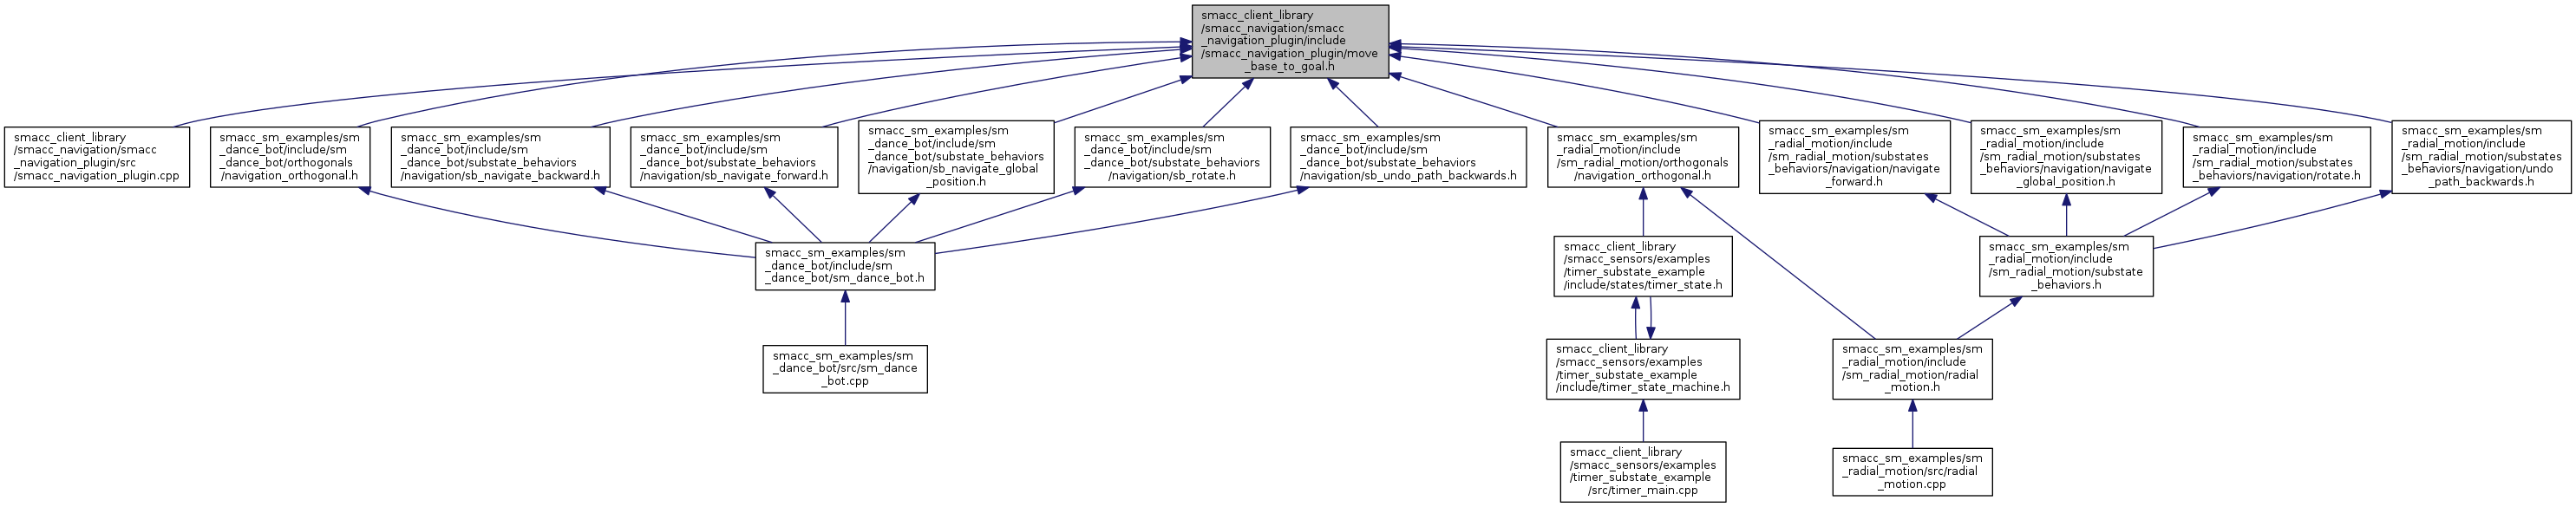 smacc_client_library
/smacc_navigation/smacc
_navigation_plugin/include
/smacc_navigation_plugin/move
_base_to_goal.h
smacc_client_library
/smacc_navigation/smacc
_navigation_plugin/src
/smacc_navigation_plugin.cpp
smacc_sm_examples/sm
_dance_bot/include/sm
_dance_bot/orthogonals
/navigation_orthogonal.h
smacc_sm_examples/sm
_dance_bot/include/sm
_dance_bot/substate_behaviors
/navigation/sb_navigate_backward.h
smacc_sm_examples/sm
_dance_bot/include/sm
_dance_bot/substate_behaviors
/navigation/sb_navigate_forward.h
smacc_sm_examples/sm
_dance_bot/include/sm
_dance_bot/substate_behaviors
/navigation/sb_navigate_global
_position.h
smacc_sm_examples/sm
_dance_bot/include/sm
_dance_bot/substate_behaviors
/navigation/sb_rotate.h
smacc_sm_examples/sm
_dance_bot/include/sm
_dance_bot/substate_behaviors
/navigation/sb_undo_path_backwards.h
smacc_sm_examples/sm
_radial_motion/include
/sm_radial_motion/orthogonals
/navigation_orthogonal.h
smacc_sm_examples/sm
_radial_motion/include
/sm_radial_motion/substates
_behaviors/navigation/navigate
_forward.h
smacc_sm_examples/sm
_radial_motion/include
/sm_radial_motion/substates
_behaviors/navigation/navigate
_global_position.h
smacc_sm_examples/sm
_radial_motion/include
/sm_radial_motion/substates
_behaviors/navigation/rotate.h
smacc_sm_examples/sm
_radial_motion/include
/sm_radial_motion/substates
_behaviors/navigation/undo
_path_backwards.h
smacc_sm_examples/sm
_dance_bot/include/sm
_dance_bot/sm_dance_bot.h
smacc_client_library
/smacc_sensors/examples
/timer_substate_example
/include/states/timer_state.h
smacc_sm_examples/sm
_radial_motion/include
/sm_radial_motion/substate
_behaviors.h
smacc_sm_examples/sm
_dance_bot/src/sm_dance
_bot.cpp
smacc_client_library
/smacc_sensors/examples
/timer_substate_example
/include/timer_state_machine.h
smacc_sm_examples/sm
_radial_motion/include
/sm_radial_motion/radial
_motion.h
smacc_client_library
/smacc_sensors/examples
/timer_substate_example
/src/timer_main.cpp
smacc_sm_examples/sm
_radial_motion/src/radial
_motion.cpp